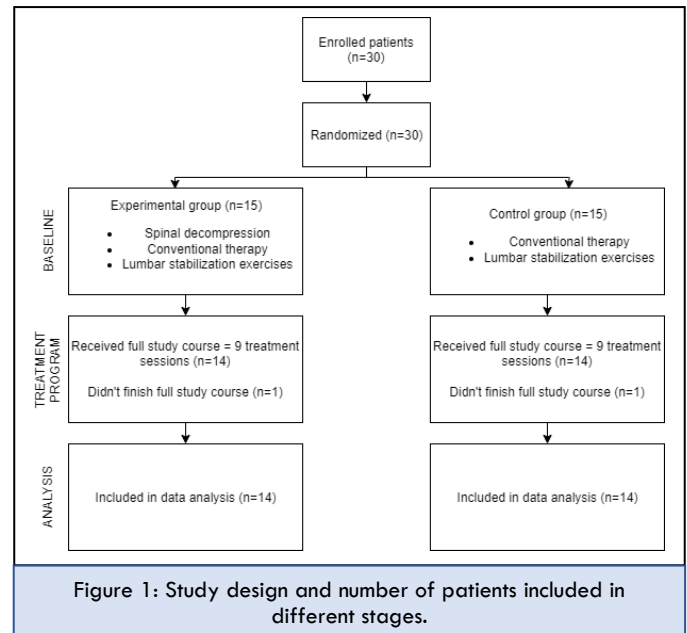 Enrolled patients
(n=30)
Randomized (n=30)
BASELINE
Experimental group (n=15)
• Spinal decompression
• Conventional therapy
• Lumbar stabilization exercises
Control group (n=15)
• Conventional therapy
• Lumbar stabilization exercises
TREATMENT
PROGRAM
Received full study course = 9 treatment
sessions (n=14)
Didn't finish full study course (n=1)
Received full study course = 9 treatment
sessions (n=14)
Didn't finish full study course (n=1)
ANALYSIS
Included in data analysis (n=14)
Included in data analysis (n=14)
Figure 1: Study design and number of patients included in
different stages.